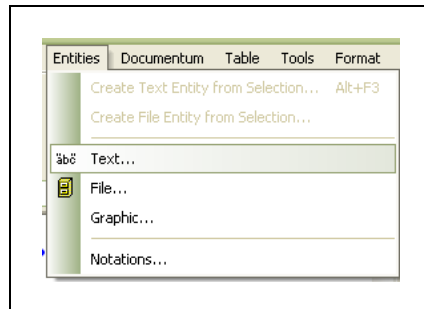 Entities Documentum Table Tools Format
Create Text Entity from Selection... Alt+F3
Create File Entity from Selection...
äbč Text...
File...
Graphic...
Notations...